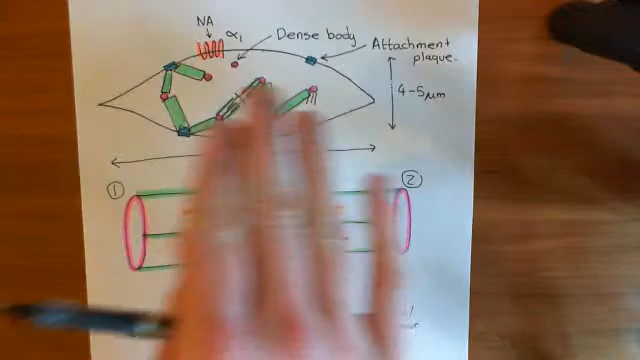 NA
α1
Dense body
Attachment
plaque.
4-5μm
①
②